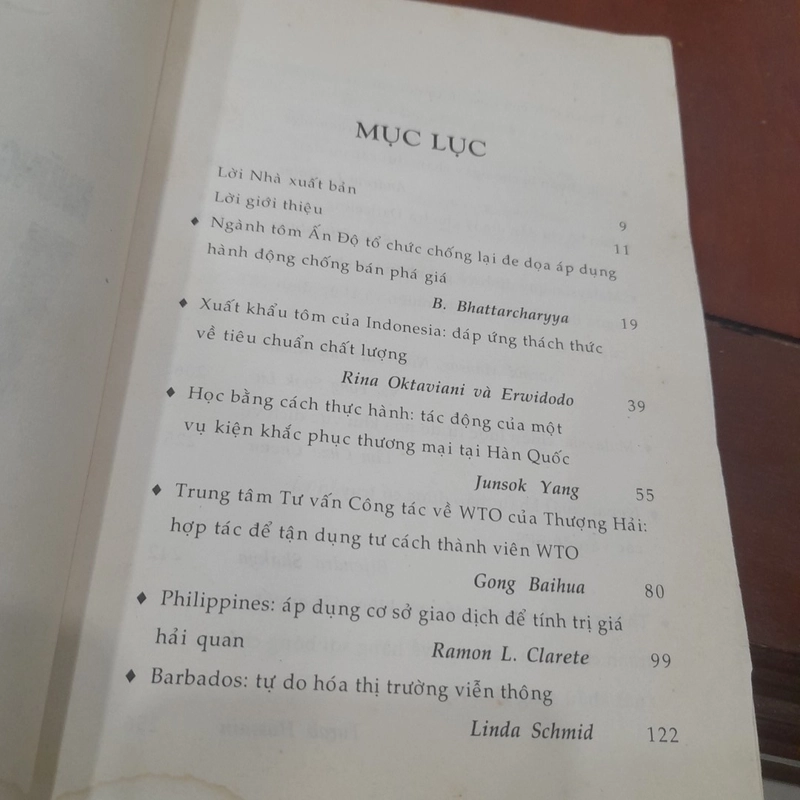 MỤC LỤC
Lời Nhà xuất bản 9
Lời giới thiệu 11
♦ Ngành tôm Ấn Độ tổ chức chống lại đe dọa áp dụng
hành động chống bán phá giá
B. Bhattarcharyya 19
♦ Xuất khẩu tôm của Indonesia: dáp ứng thách thức
về tiêu chuẩn chất lượng
Rina Oktaviani và Erwidodo 39
♦ Học bằng cách thực hành: tác động của một
vụ kiện khắc phục thương mại tại Hàn Quốc
Junsok Yang 55
♦ Trung tâm Tư vấn Công tác về WTO của Thượng Hải:
hợp tác để tận dụng tư cách thành viên WTO
Gong Baihua 80
♦ Philippines: áp dụng cơ sở giao dịch để tính trị giá
hải quan Ramon L. Clarete 99
♦ Barbados: tự do hóa thị trường viễn thông
Linda Schmid 122